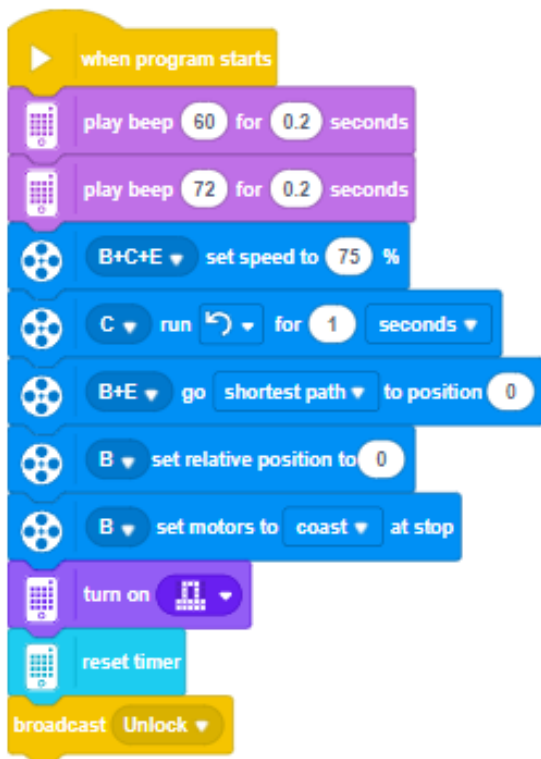 when program starts
play beep 60 for 0.2 seconds
play beep 72 for 0.2 seconds
B+C+E set speed to 75 %
C run for 1 seconds
B+E go shortest path to position 0
B set relative position to 0
B set motors to coast at stop
turn on
reset timer
broadcast Unlock